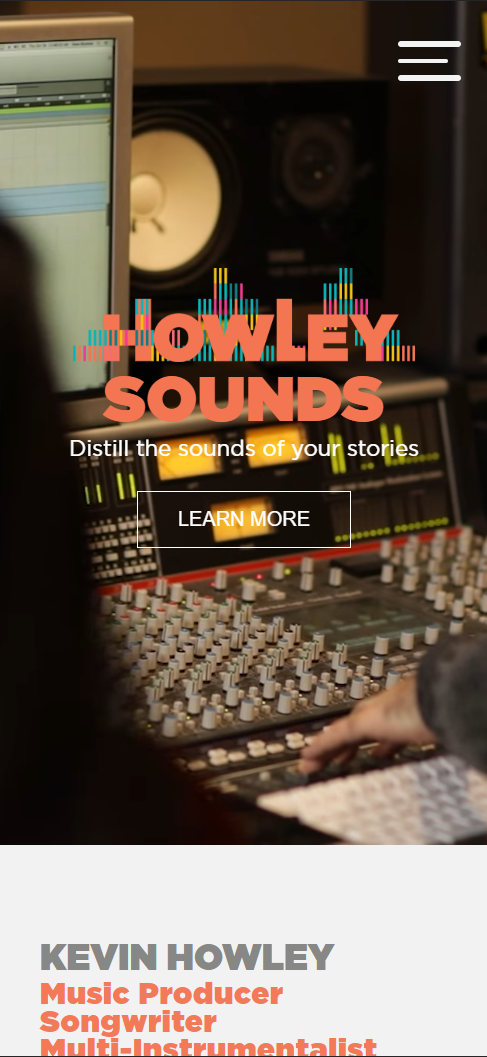 HOWLEY
SOUNDS
Distill the sounds of your stories
LEARN MORE
KEVIN HOWLEY
Music Producer
Songwriter
Multi-Instrumentalist